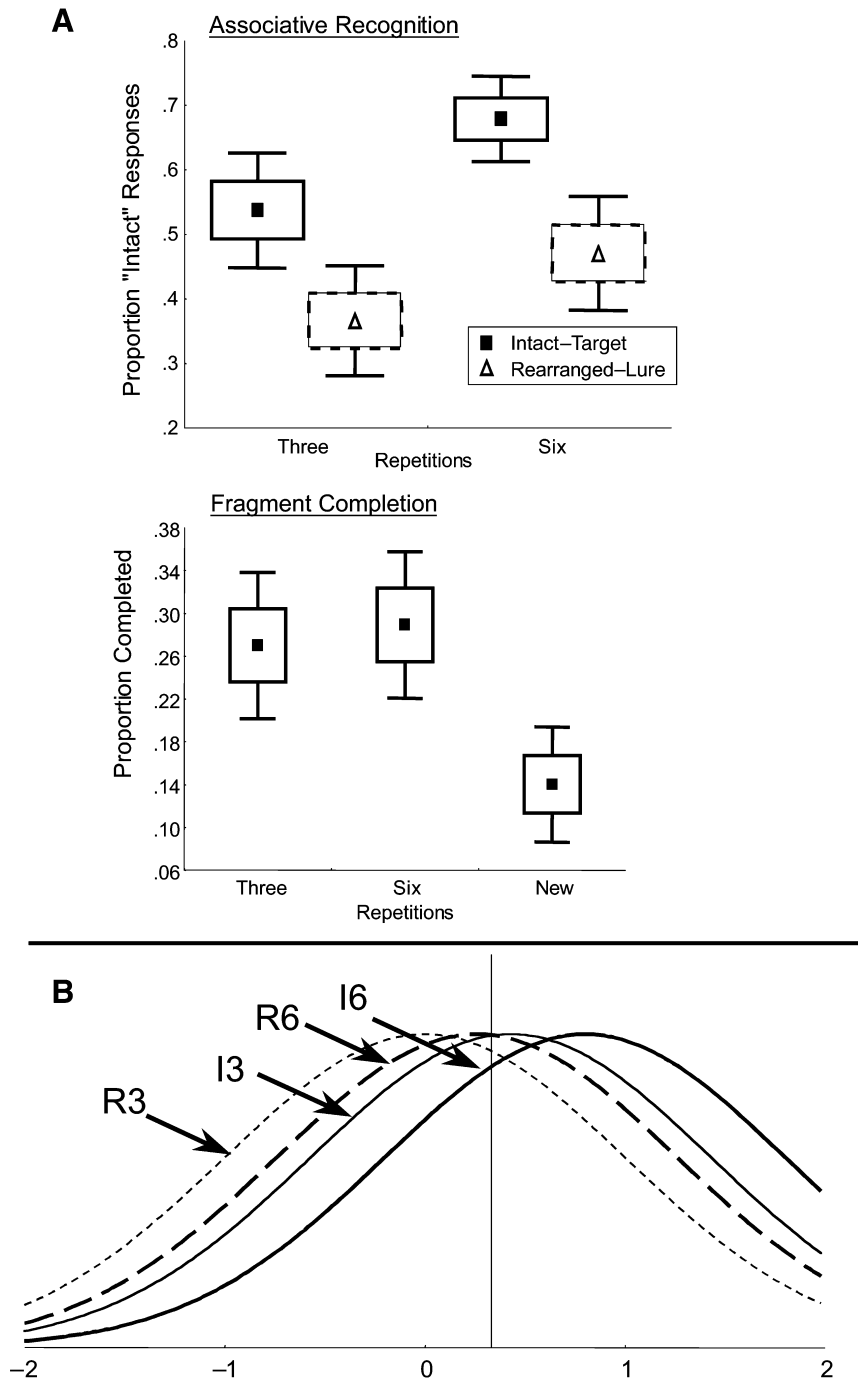 A
Associative Recognition
Proportion "Intact" Responses
.8
.7
.6
.5
.4
.3
.2
Intact–Target
Rearranged–Lure
Three Six
Repetitions
Fragment Completion
Proportion Completed
.38
.34
.30
.26
.22
.18
.14
.10
.06
Three Six New
Repetitions
B
I6
R6
I3
R3
–2 –1 0 1 2